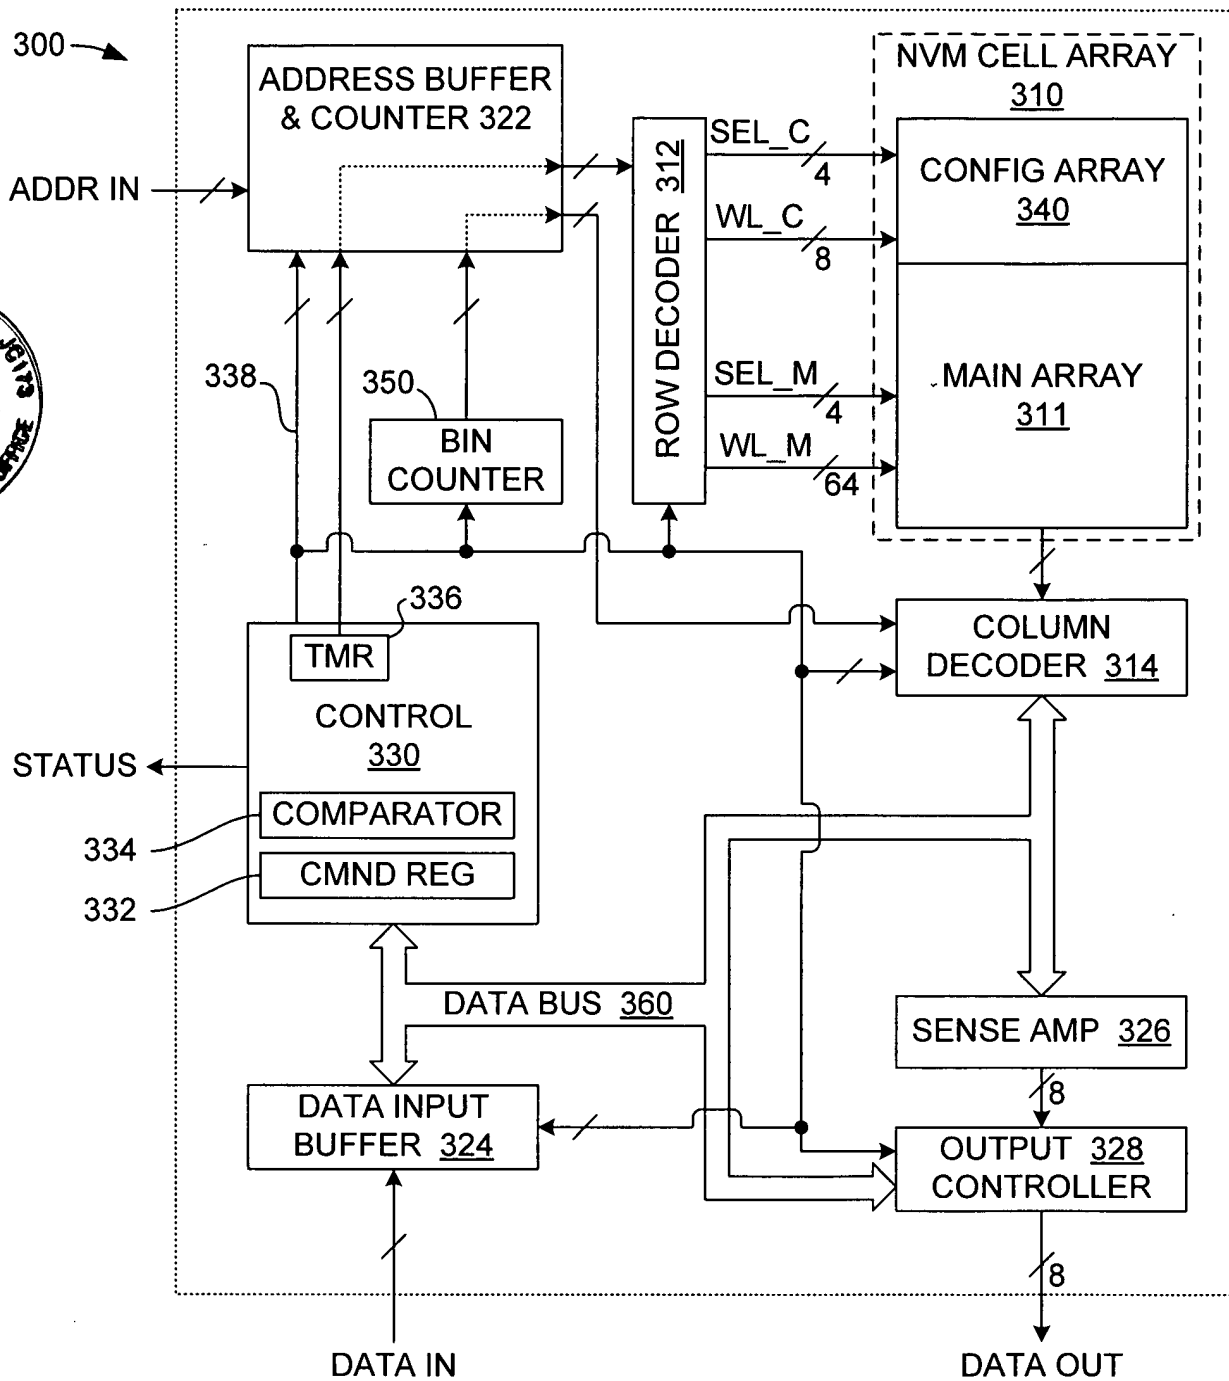 300
ADDRESS BUFFER
& COUNTER 322
ADDR IN
ROW DECODER 312
SEL_C
4
WL_C
8
SEL_M
4
WL_M
64
NVM CELL ARRAY
310
CONFIG ARRAY
340
MAIN ARRAY
311
338
350
BIN
COUNTER
336
TMR
CONTROL
330
STATUS
COMPARATOR
334
CMND REG
332
COLUMN
DECODER 314
DATA BUS 360
SENSE AMP 326
8
DATA INPUT
BUFFER 324
OUTPUT 328
CONTROLLER
8
DATA IN
DATA OUT